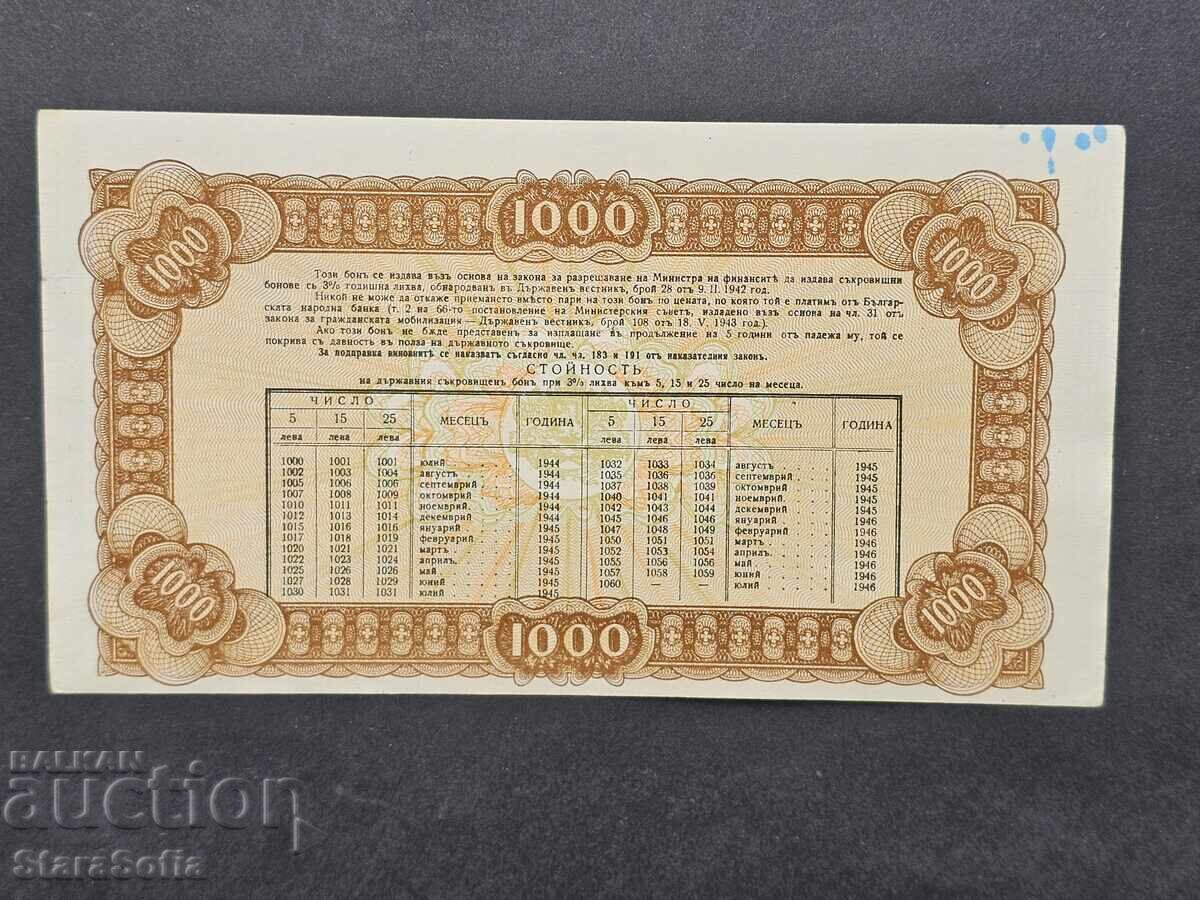 1000
1000
1000
Този бонъ се издава възъ основа на закона за разрешаване на Министра на финанситѣ да издава съкровищни
бонове съ 3% годишна лихва, обнародванъ въ Държавенъ вестникъ, брой 28 отъ 9. II. 1942 год.
Никой не може да откаже приемането вмѣсто пари на този бонъ по цената, по която той е платимъ отъ Българ-
ската народна банка (т. 2 на 66-то постановление на Министерския съветъ, издадено възъ основа на чл. 31 отъ
закона за гражданската мобилизации — Държавенъ вестникъ, брой 108 отъ 18. V. 1943 год.).
Ако този бонъ не бѫде представенъ за изплащане въ продължение на 5 години отъ падежа му, той се
покрива съ давность въ полза на държавното съкровище.
За подправка виновнитѣ се наказватъ съгласно чл. чл. 183 и 191 отъ наказателния законъ.
СТОЙНОСТЬ
на държавния съкровищенъ бонъ при 3% лихва къмъ 5, 15 и 25 число на месеца.
ЧИСЛО МЕСЕЦЪ ГОДИНА ЧИСЛО МЕСЕЦЪ ГОДИНА
5 15 25 5 15 25
лева лева лева лева лева лева
1000 1001 1001 юлий . . 1944 1032 1033 1034 августъ . . . 1945
1002 1003 1004 августъ . . 1944 1035 1036 1036 септемврий . . 1945
1005 1006 1006 септемврий . 1944 1037 1038 1039 октомврий . . 1945
1007 1008 1009 октомврий . 1944 1040 1041 1041 ноемврий . . 1945
1010 1011 1011 ноемврий . . 1944 1042 1043 1044 декемврий . . 1945
1012 1013 1014 декемврий . 1944 1045 1046 1046 януарий . . . 1946
1015 1016 1016 януарий . . 1945 1047 1048 1049 февруарий . . 1946
1017 1018 1019 февруарий . 1945 1050 1051 1051 мартъ . . . 1946
1020 1021 1021 мартъ . . . 1945 1052 1053 1054 априлъ . . . 1946
1022 1023 1024 априлъ . . 1945 1055 1056 1056 май . . . 1946
1025 1026 1026 май . . . 1945 1057 1058 1059 юний . . . 1946
1027 1028 1029 юний . . . 1945 1060 — — юлий . . . 1946
1030 1031 1031 юлий . . . 1945
1000
1000
1000
BALKAN
auction
StaraSofia